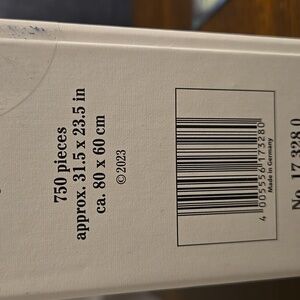 750 pieces
approx. 31.5 x 23.5 in
ca. 80 x 60 cm
©2023
4 005556 173280
Made in Germany
No. 17 328 0